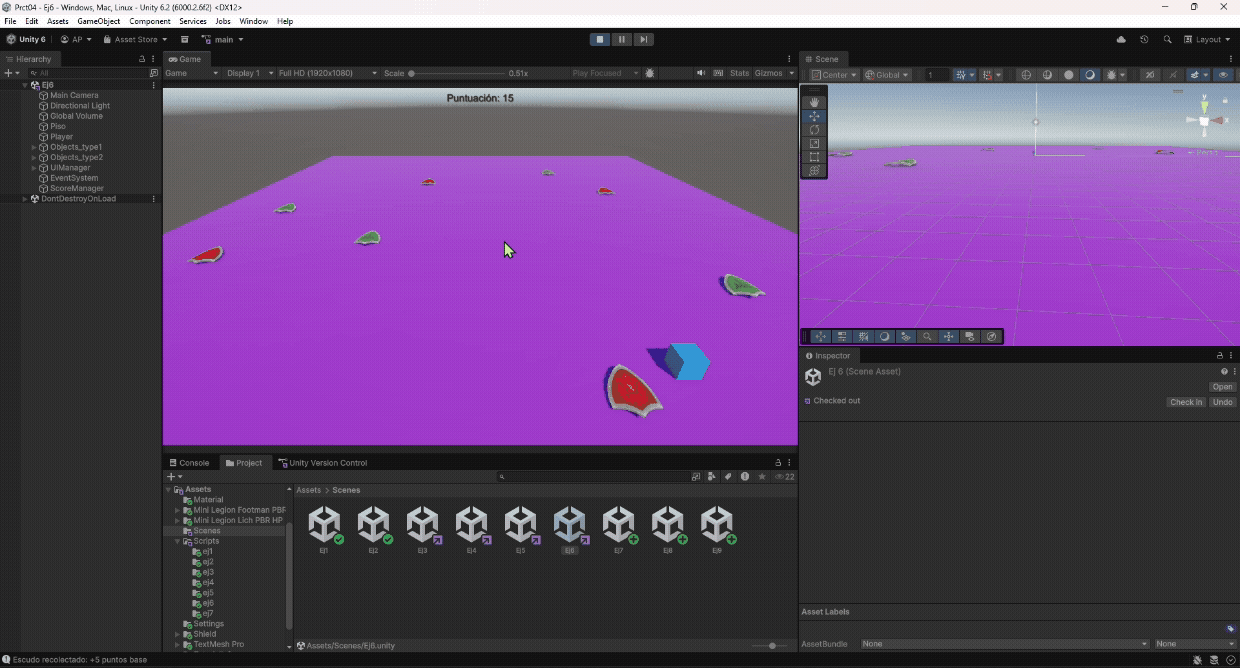 Prct04 - Ej6 - Windows, Mac, Linux - Unity 6.2 (6000.2.6f2) <DX12>
File Edit Assets GameObject Component Services Jobs Window Help
Unity 6 AP Asset Store main Layout
Hierarchy
All
Ej6
Main Camera
Directional Light
Global Volume
Piso
Player
Objects_type1
Objects_type2
UIManager
EventSystem
ScoreManager
DontDestroyOnLoad
Game
Game Display 1 Full HD (1920x1080) Scale 0.51x Play Focused Stats Gizmos
Puntuación: 15
Scene
Center Global 1
y
x
Persp
Inspector
Ej 6 (Scene Asset)
Open
Checked out
Check in Undo
Console Project Unity Version Control
22
Assets
Material
Mini Legion Footman PBR
Mini Legion Lich PBR HP
Scenes
Scripts
ej1
ej2
ej3
ej4
ej5
ej6
ej7
Settings
Shield
TextMesh Pro
Assets > Scenes
Ej1 Ej2 Ej3 Ej4 Ej5 Ej6 Ej7 Ej8 Ej9
Assets/Scenes/Ej6.unity
Asset Labels
AssetBundle None None
Escudo recolectado: +5 puntos base